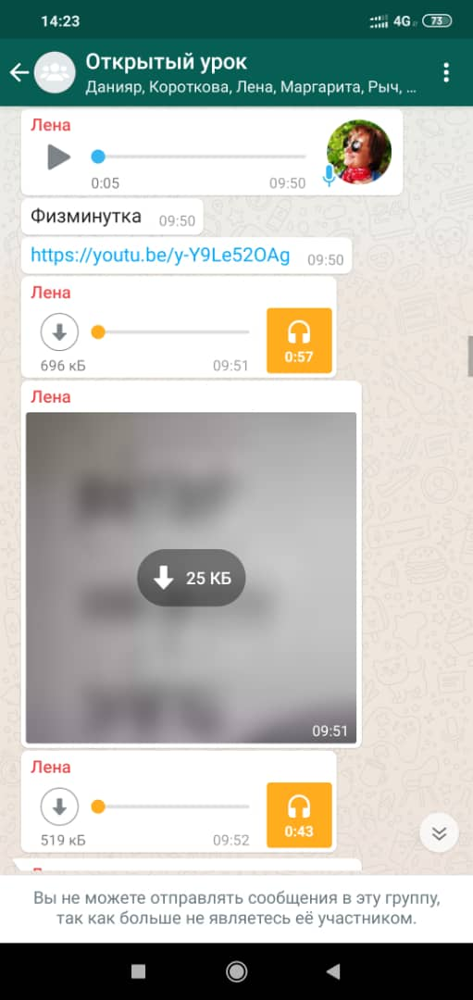 14:23
4G
73
Открытый урок
Данияр, Короткова, Лена, Маргарита, Рыч, ...
Лена
0:05
09:50
Физминутка 09:50
https://youtu.be/y-Y9Le52OAg 09:50
Лена
0:57
696 кБ
09:51
Лена
25 КБ
09:51
Лена
0:43
519 кБ
09:52
Вы не можете отправлять сообщения в эту группу,
так как больше не являетесь её участником.